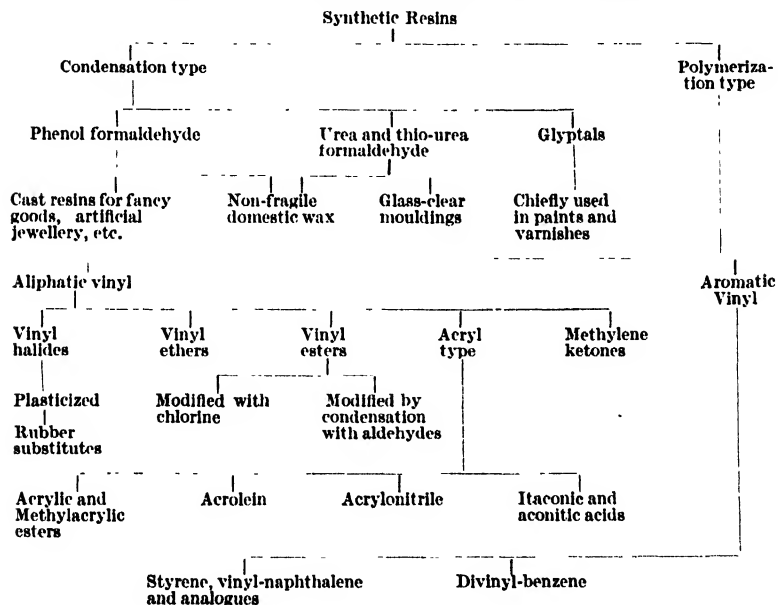 Synthetic Resins
Condensation type
Polymeriza-
tion type
Phenol formaldehyde
Urea and thio-urea
formaldehyde
Glyptals
Cast resins for fancy
goods, artificial
jewellery, etc.
Non-fragile
domestic wax
Glass-clear
mouldings
Chiefly used
in paints and
varnishes
Aliphatic vinyl
Aromatic
Vinyl
Vinyl
halides
Vinyl
ethers
Vinyl
esters
Acryl
type
Methylene
ketones
Plasticized
Rubber
substitutes
Modified with
chlorine
Modified by
condensation
with aldehydes
Acrylic and
Methylacrylic
esters
Acrolein
Acrylonitrile
Itaconic and
aconitic acids
Styrene, vinyl-naphthalene
and analogues
Divinyl-benzene